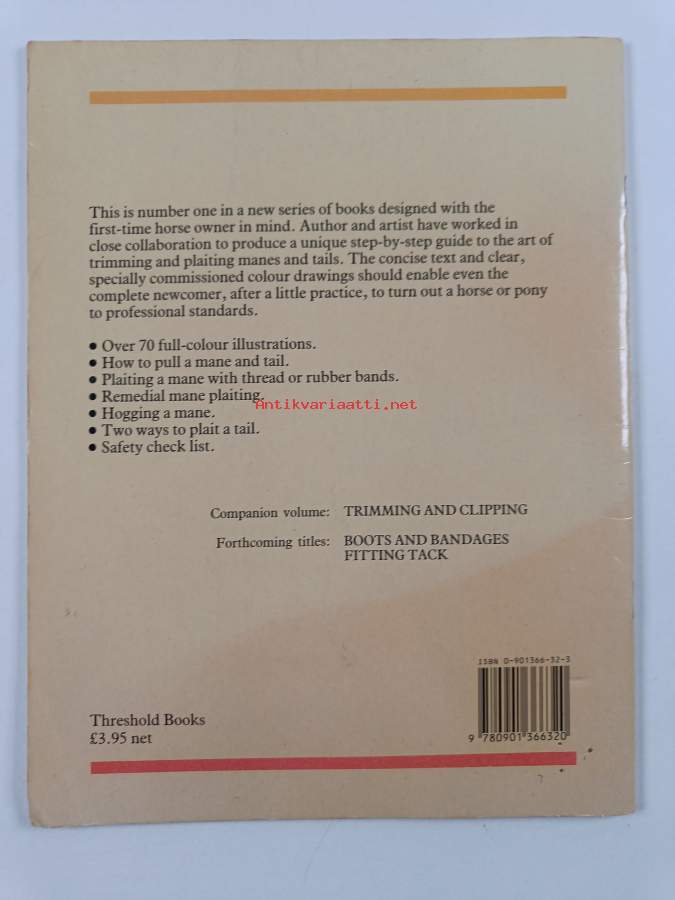 This is number one in a new series of books designed with the
first-time horse owner in mind. Author and artist have worked in
close collaboration to produce a unique step-by-step guide to the art of
trimming and plaiting manes and tails. The concise text and clear,
specially commissioned colour drawings should enable even the
complete newcomer, after a little practice, to turn out a horse or pony
to professional standards.
• Over 70 full-colour illustrations.
• How to pull a mane and tail.
• Plaiting a mane with thread or rubber bands.
• Remedial mane plaiting.
Antikvariaatti.net
• Hogging a mane.
• Two ways to plait a tail.
• Safety check list.
Companion volume: TRIMMING AND CLIPPING
Forthcoming titles: BOOTS AND BANDAGES
FITTING TACK
ISBN 0-901366-32-3
9 780901 366320
Threshold Books
£3.95 net